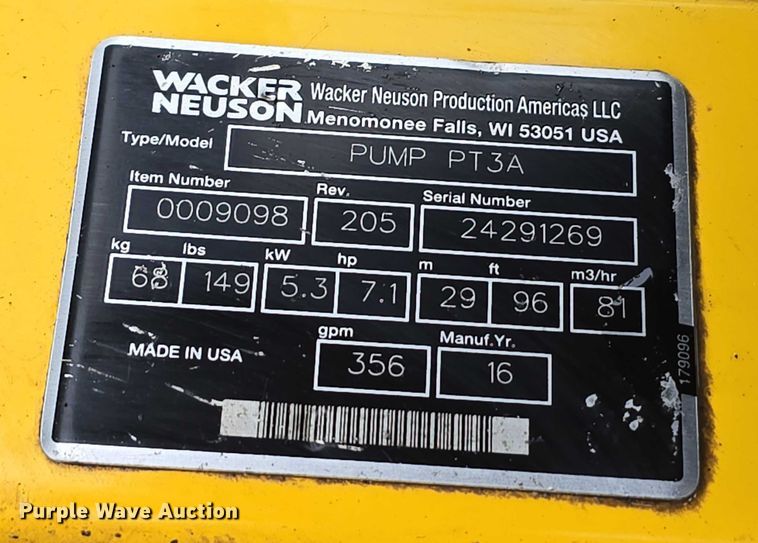 WACKER NEUSON
Wacker Neuson Production Americas LLC
Menomonee Falls, WI 53051 USA
Type/Model PUMP PT3A
Item Number Rev. Serial Number
0009098 205 24291269
kg lbs kW hp m ft m3/hr
68 149 5.3 7.1 29 96 81
gpm Manuf.Yr.
MADE IN USA 356 16
179096
Purple Wave Auction